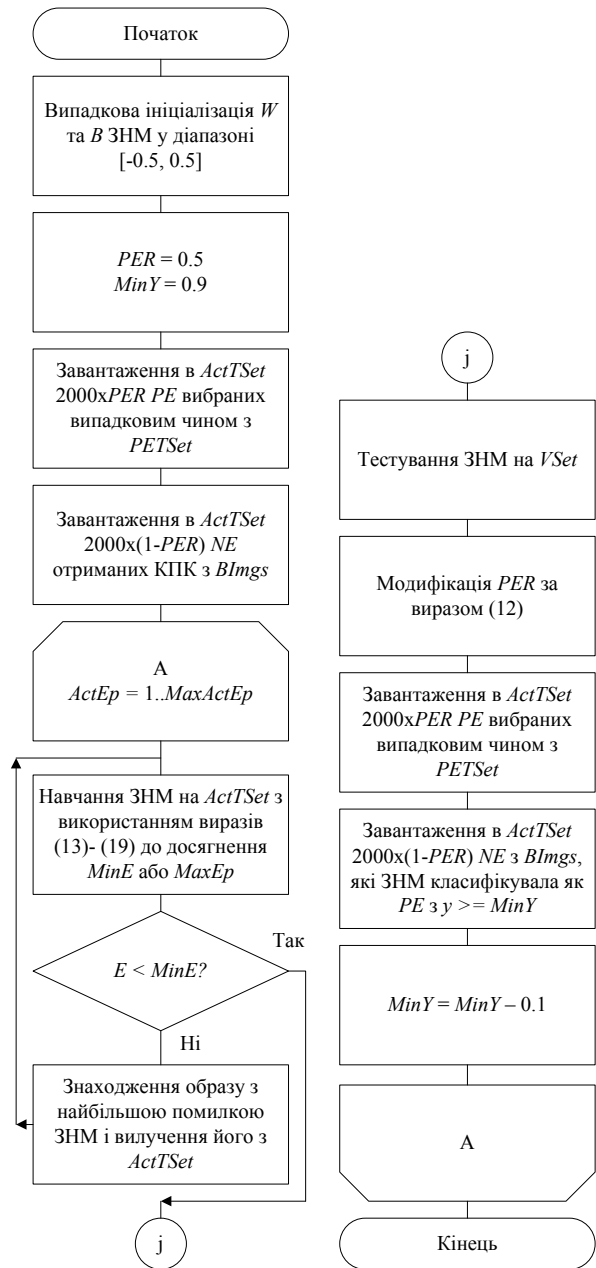 Початок
Випадкова ініціалізація W
та B ЗНМ у діапазоні
[-0.5, 0.5]
PER = 0.5
MinY = 0.9
Завантаження в ActTSet
2000xPER PE вибраних
випадковим чином з
PETSet
Завантаження в ActTSet
2000x(1-PER) NE
отриманих КПК з BImgs
A
ActEp = 1..MaxActEp
Навчання ЗНМ на ActTSet з
використанням виразів
(13)- (19) до досягнення
MinE або MaxEp
E < MinE?
Так
Ні
Знаходження образу з
найбільшою помилкою
ЗНМ і вилучення його з
ActTSet
j
j
Тестування ЗНМ на VSet
Модифікація PER за
виразом (12)
Завантаження в ActTSet
2000xPER PE вибраних
випадковим чином з
PETSet
Завантаження в ActTSet
2000x(1-PER) NE з BImgs,
які ЗНМ класифікувала як
PE з y >= MinY
MinY = MinY – 0.1
A
Кінець